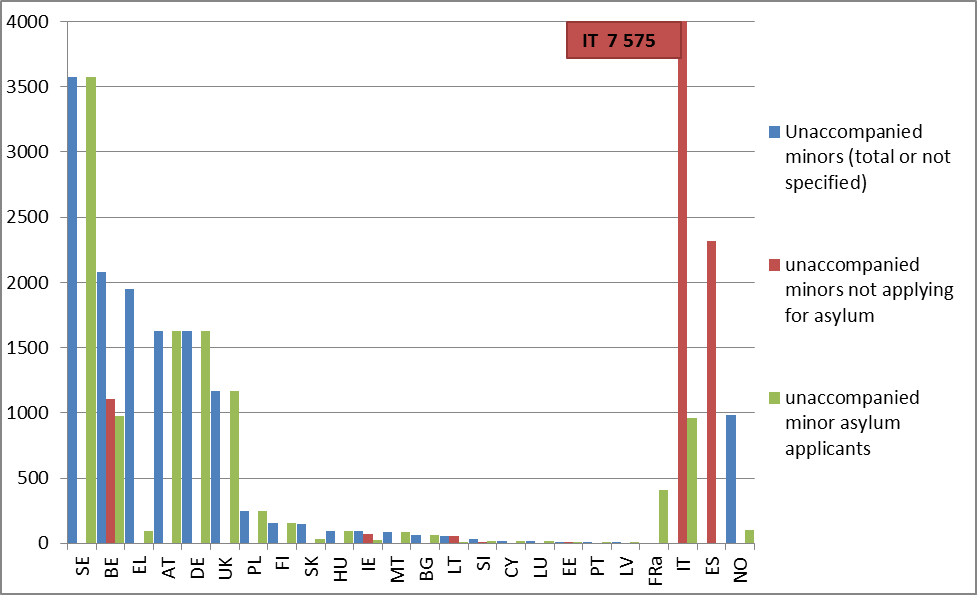 4000
3500
3000
2500
2000
1500
1000
500
0
IT 7 575
SE
BE
EL
AT
DE
UK
PL
FI
SK
HU
IE
MT
BG
LT
SI
CY
LU
EE
PT
LV
FRa
IT
ES
NO
Unaccompanied
minors (total or not
specified)
unaccompanied
minors not applying
for asylum
unaccompanied
minor asylum
applicants